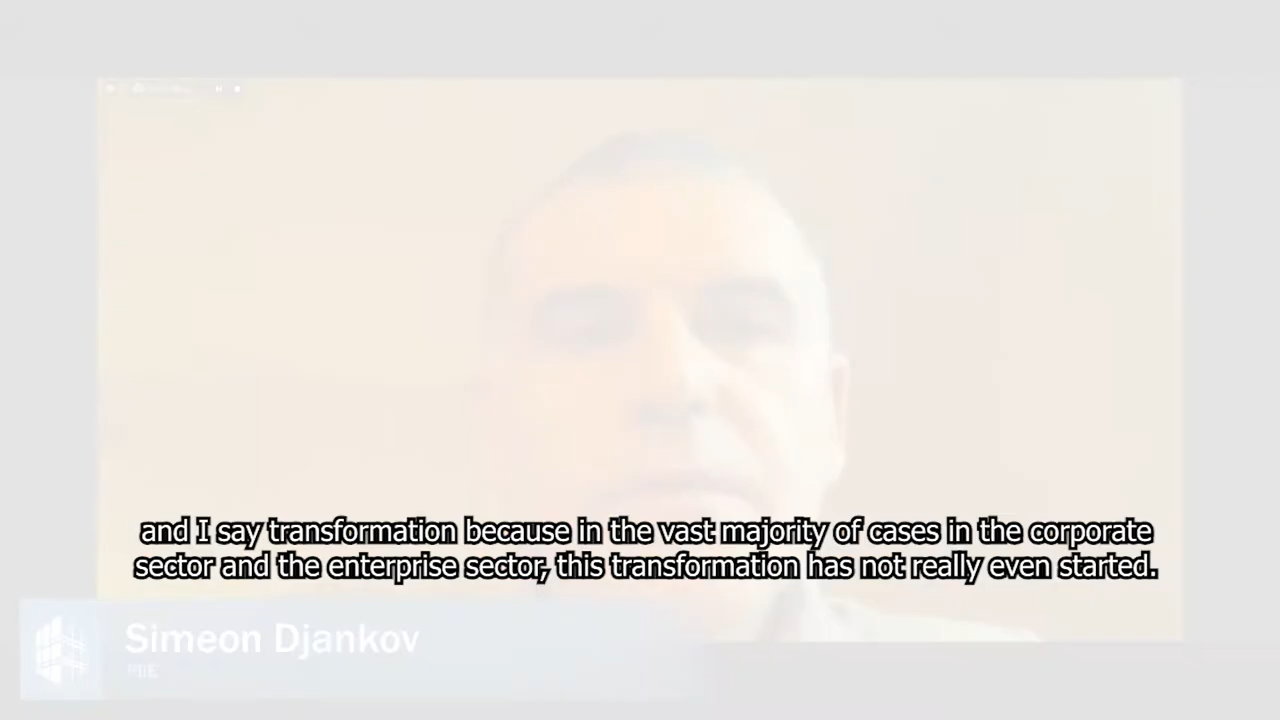 and I say transformation because in the vast majority of cases in the corporate
sector and the enterprise sector, this transformation has not really even started.
Simeon Djankov
PIIE